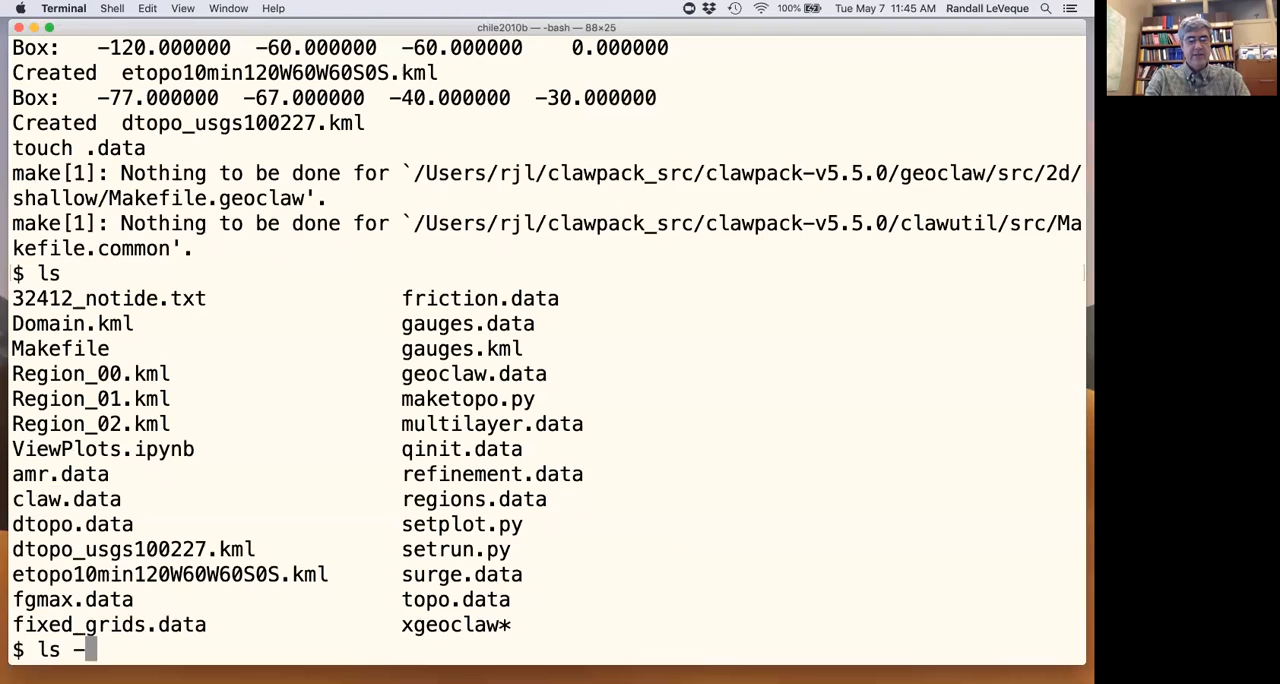 Terminal Shell Edit View Window Help 100% Tue May 7 11:45 AM Randall LeVeque
chile2010b — -bash — 88×25
Box:   -120.000000  -60.000000  -60.000000    0.000000
Created  etopo10min120W60W60S0S.kml
Box:   -77.000000  -67.000000  -40.000000  -30.000000
Created  dtopo_usgs100227.kml
touch .data
make[1]: Nothing to be done for `/Users/rjl/clawpack_src/clawpack-v5.5.0/geoclaw/src/2d/
shallow/Makefile.geoclaw'.
make[1]: Nothing to be done for `/Users/rjl/clawpack_src/clawpack-v5.5.0/clawutil/src/Ma
kefile.common'.
$ ls
32412_notide.txt                friction.data
Domain.kml                      gauges.data
Makefile                        gauges.kml
Region_00.kml                   geoclaw.data
Region_01.kml                   maketopo.py
Region_02.kml                   multilayer.data
ViewPlots.ipynb                 qinit.data
amr.data                        refinement.data
claw.data                       regions.data
dtopo.data                      setplot.py
dtopo_usgs100227.kml            setrun.py
etopo10min120W60W60S0S.kml      surge.data
fgmax.data                      topo.data
fixed_grids.data                xgeoclaw*
$ ls -